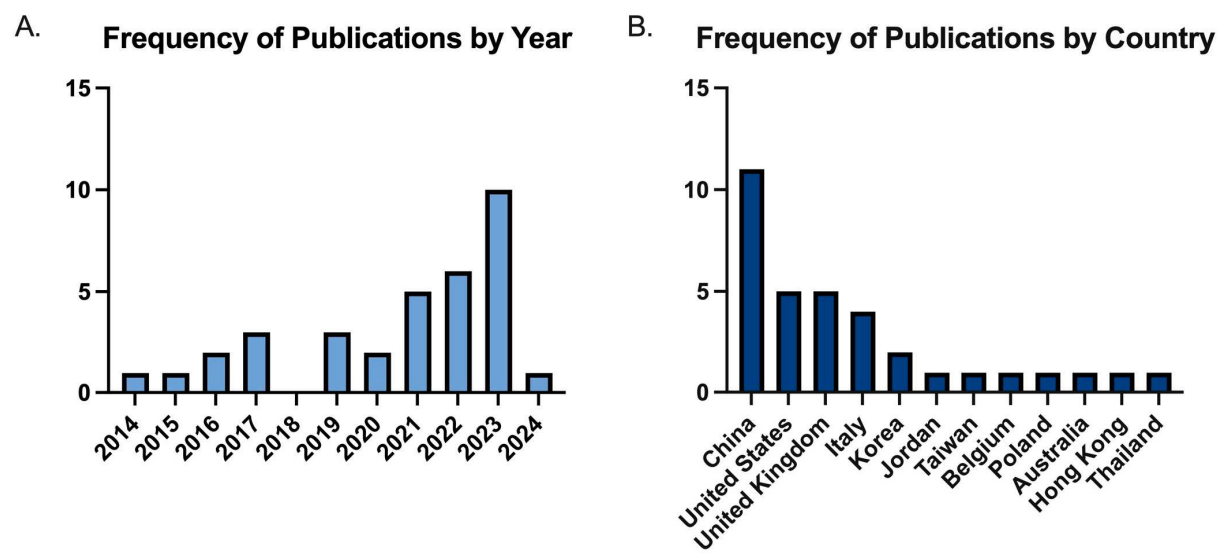 A.
Frequency of Publications by Year
15
10
5
0
2014
2015
2016
2017
2018
2019
2020
2021
2022
2023
2024
B.
Frequency of Publications by Country
15
10
5
0
China
United States
United Kingdom
Italy
Korea
Jordan
Taiwan
Belgium
Poland
Australia
Hong Kong
Thailand